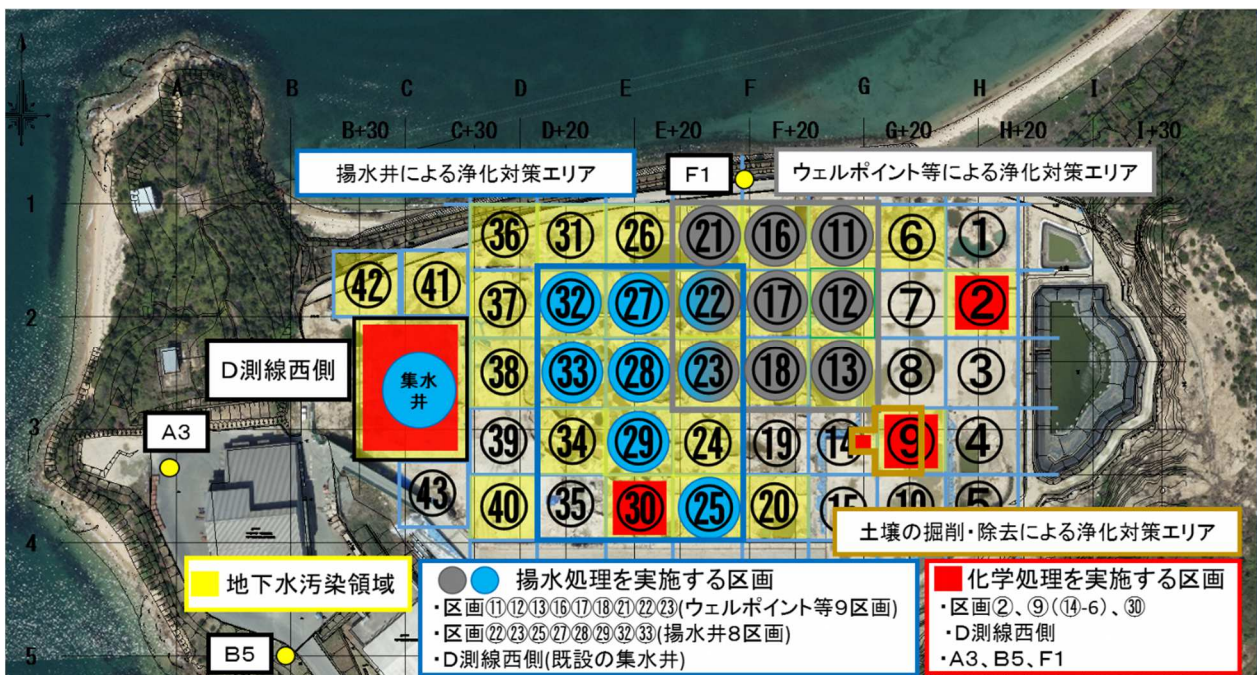 A B C D E F G H I
B+30 C+30 D+20 E+20 F+20 G+20 H+20 I+30
揚水井による浄化対策エリア
F1
ウェルポイント等による浄化対策エリア
1
㊱ ㉛ ㉖ ㉑ ⑯ ⑪ ⑥ ①
㊷ ㊶ ㊲ ㉜ ㉗ ㉒ ⑰ ⑫ ⑦ ②
2
D測線西側
集水
井
㊳ ㉝ ㉘ ㉓ ⑱ ⑬ ⑧ ③
3
A3
㊴ ㉞ ㉙ ㉔ ⑲ ⑭ ⑨ ④
㊸ ㊵ ㉟ ㉚ ㉕ ⑳ ⑮ ⑩ ⑤
土壌の掘削・除去による浄化対策エリア
4
地下水汚染領域
揚水処理を実施する区画
・区画⑪⑫⑬⑯⑰⑱㉑㉒㉓(ウェルポイント等9区画)
・区画㉒㉓㉕㉗㉘㉙㉜㉝(揚水井8区画)
・D測線西側(既設の集水井)
化学処理を実施する区画
・区画②、⑨(⑭-6)、㉚
・D測線西側
・A3、B5、F1
B5
5